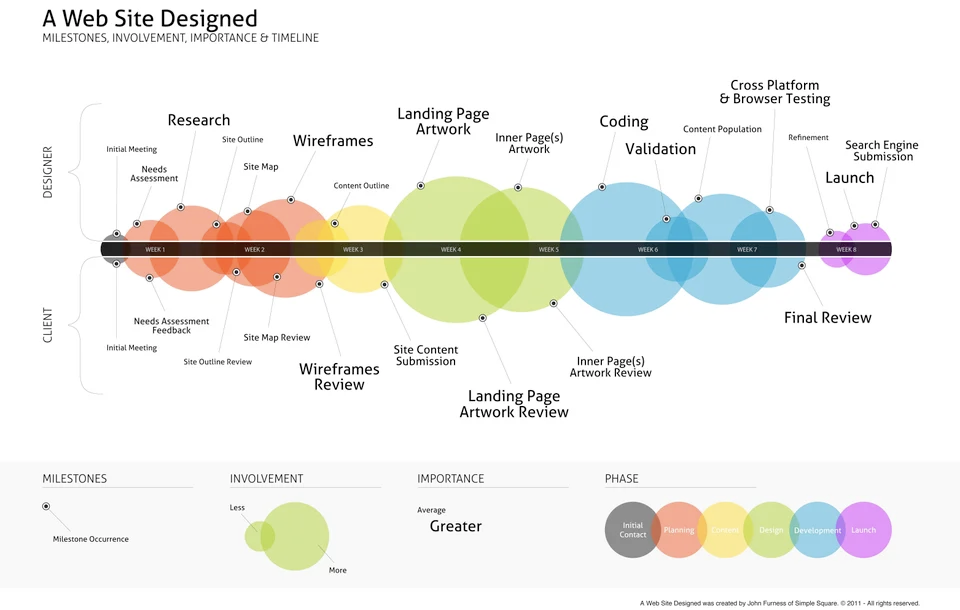 A Web Site Designed
MILESTONES, INVOLVEMENT, IMPORTANCE & TIMELINE
DESIGNER
Initial Meeting
Needs
Assessment
Research
Site Outline
Site Map
Wireframes
Content Outline
Landing Page
Artwork
Inner Page(s)
Artwork
Coding
Validation
Content Population
Cross Platform
& Browser Testing
Refinement
Launch
Search Engine
Submission
WEEK 1
WEEK 2
WEEK 3
WEEK 4
WEEK 5
WEEK 6
WEEK 7
WEEK 8
CLIENT
Initial Meeting
Needs Assessment
Feedback
Site Outline Review
Site Map Review
Wireframes
Review
Site Content
Submission
Landing Page
Artwork Review
Inner Page(s)
Artwork Review
Final Review
MILESTONES
Milestone Occurrence
INVOLVEMENT
Less
More
IMPORTANCE
Average
Greater
PHASE
Initial
Contact
Planning
Content
Design
Development
Launch
A Web Site Designed was created by John Furness of Simple Square. © 2011 - All rights reserved.